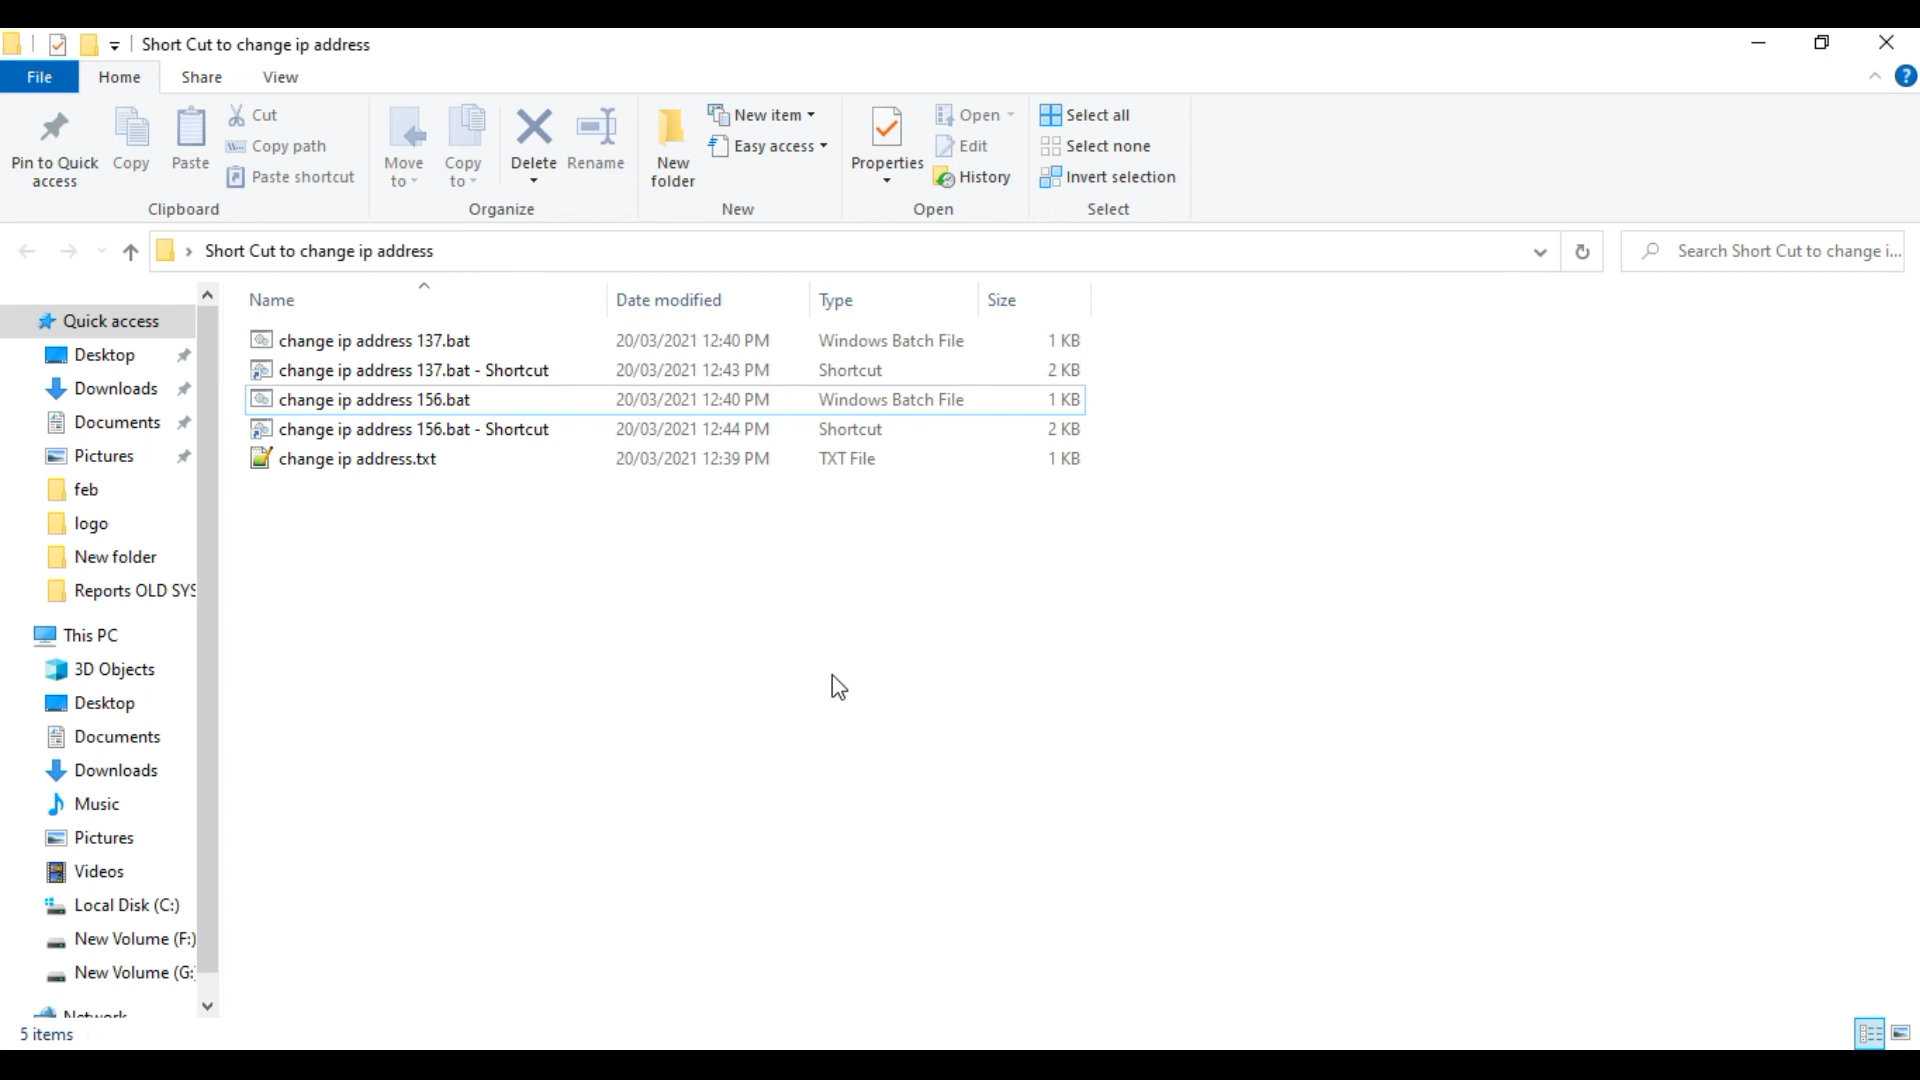 Short Cut to change ip address
File Home Share View
Pin to Quick access
Copy
Paste
Cut
Copy path
Paste shortcut
Clipboard
Move to
Copy to
Delete
Rename
Organize
New folder
New item
Easy access
New
Properties
Open
Edit
History
Open
Select all
Select none
Invert selection
Select
Short Cut to change ip address
Search Short Cut to change i...
Name Date modified Type Size
change ip address 137.bat 20/03/2021 12:40 PM Windows Batch File 1 KB
change ip address 137.bat - Shortcut 20/03/2021 12:43 PM Shortcut 2 KB
change ip address 156.bat 20/03/2021 12:40 PM Windows Batch File 1 KB
change ip address 156.bat - Shortcut 20/03/2021 12:44 PM Shortcut 2 KB
change ip address.txt 20/03/2021 12:39 PM TXT File 1 KB
Quick access
Desktop
Downloads
Documents
Pictures
feb
logo
New folder
Reports OLD SYS
This PC
3D Objects
Desktop
Documents
Downloads
Music
Pictures
Videos
Local Disk (C:)
New Volume (F:)
New Volume (G:
Network
5 items